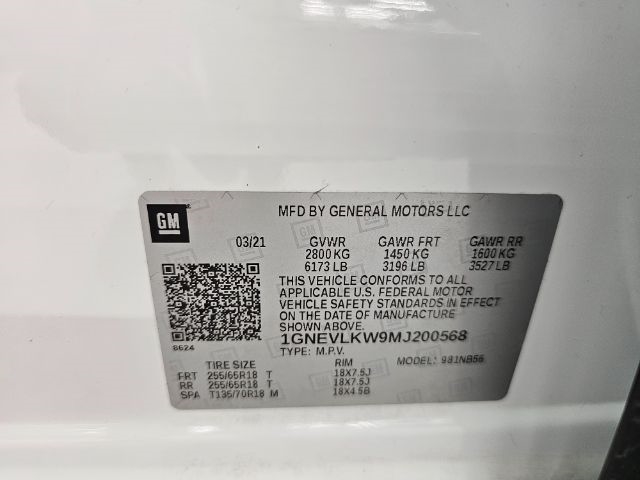 GM
MFD BY GENERAL MOTORS LLC
03/21 GVWR GAWR FRT GAWR RR
2800 KG 1450 KG 1600 KG
6173 LB 3196 LB 3527 LB
THIS VEHICLE CONFORMS TO ALL
APPLICABLE U.S. FEDERAL MOTOR
VEHICLE SAFETY STANDARDS IN EFFECT
ON THE DATE OF MANUFACTURE
SHOWN ABOVE.
8624
1GNEVLKW9MJ200568
TYPE: M.P.V. MODEL: 981NB56
TIRE SIZE RIM
FRT 255/65R18 T 18X7.5J
RR 255/65R18 T 18X7.5J
SPA T135/70R18 M 18X4.5B